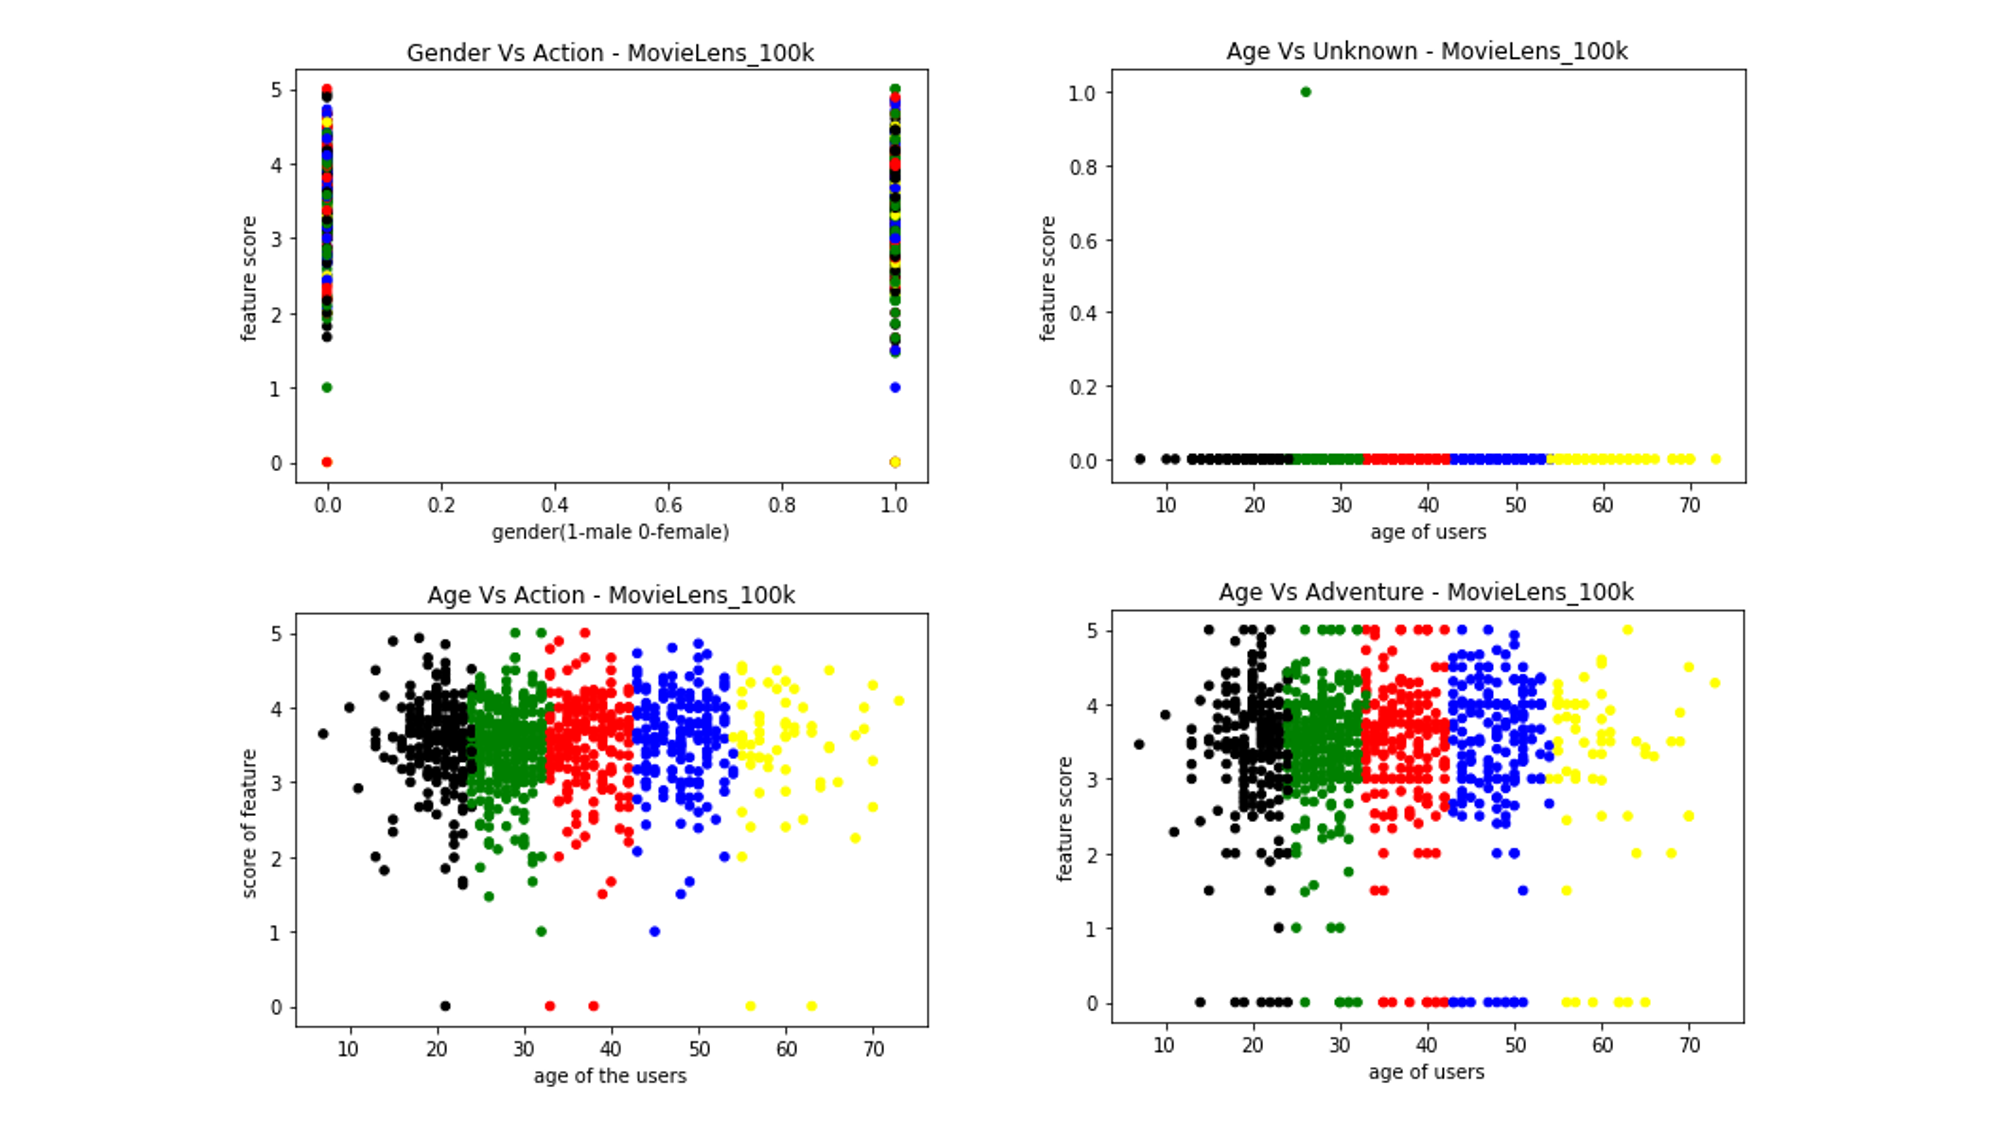 Gender Vs Action - MovieLens_100k
5
4
3
2
1
0
feature score
0.0 0.2 0.4 0.6 0.8 1.0
gender(1-male 0-female)
Age Vs Unknown - MovieLens_100k
1.0
0.8
0.6
0.4
0.2
0.0
feature score
10 20 30 40 50 60 70
age of users
Age Vs Action - MovieLens_100k
5
4
3
2
1
0
score of feature
10 20 30 40 50 60 70
age of the users
Age Vs Adventure - MovieLens_100k
5
4
3
2
1
0
feature score
10 20 30 40 50 60 70
age of users